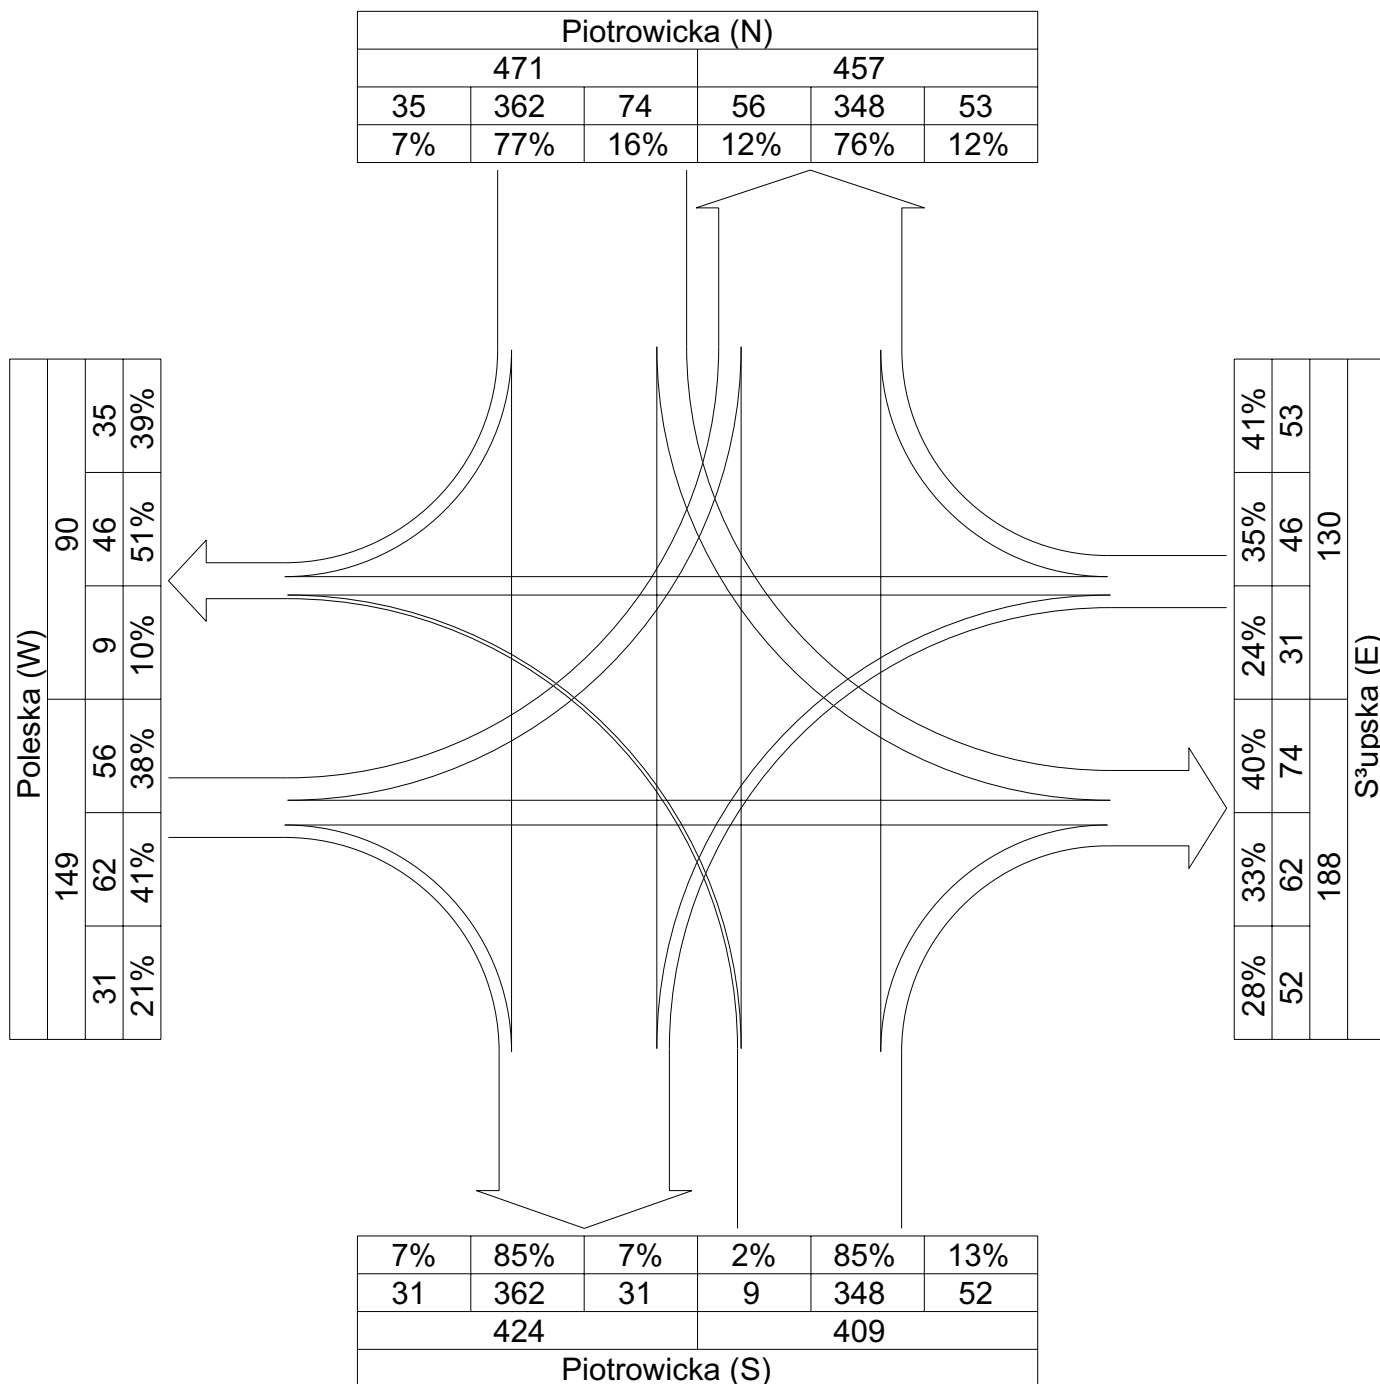 Piotrowicka (N)
471 457
35 362 74 56 348 53
7% 77% 16% 12% 76% 12%
Poleska (W)
90 149
35 46 9 56 62 31
39% 51% 10% 38% 41% 21%
41% 35% 24% 40% 33% 28%
53 46 31 74 62 52
130 188
S³upska (E)
7% 85% 7% 2% 85% 13%
31 362 31 9 348 52
424 409
Piotrowicka (S)